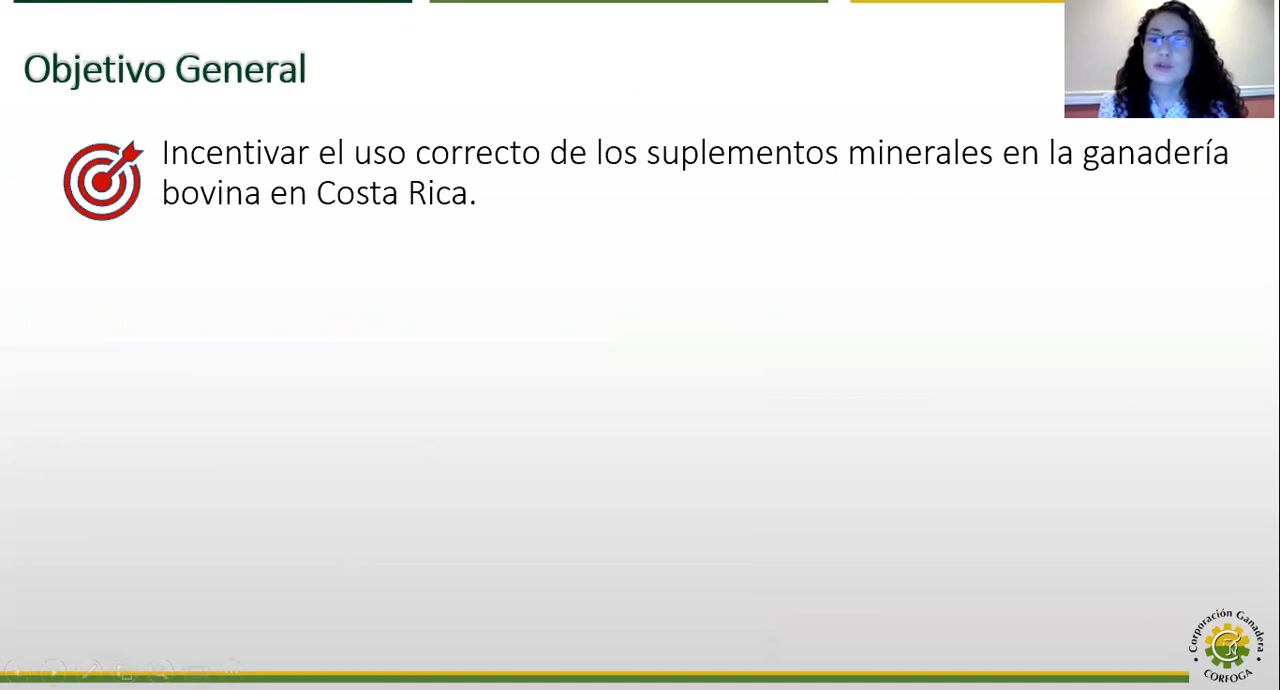 Objetivo General
Incentivar el uso correcto de los suplementos minerales en la ganadería
bovina en Costa Rica.
Corporación Ganadera
CORFOGA